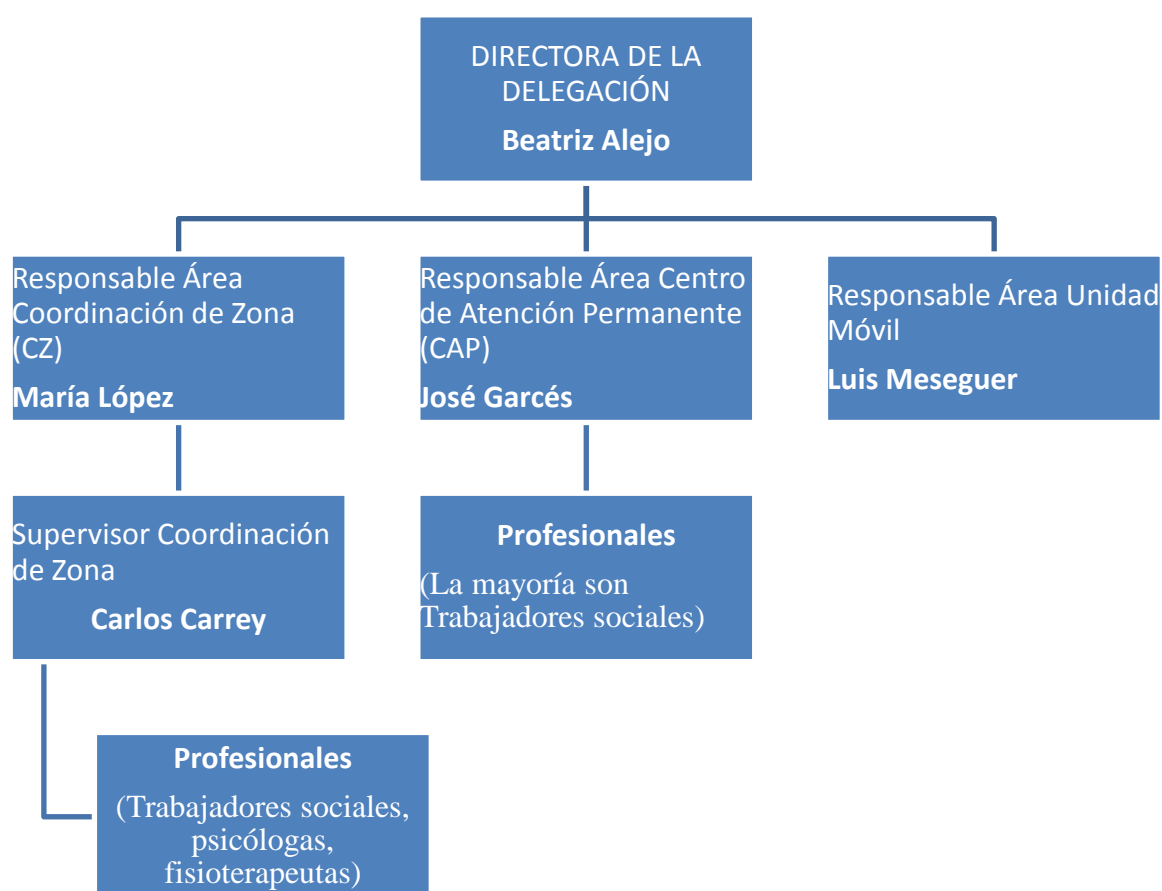 DIRECTORA DE LA
DELEGACIÓN
Beatriz Alejo
Responsable Área
Coordinación de Zona
(CZ)
María López
Responsable Área Centro
de Atención Permanente
(CAP)
José Garcés
Responsable Área Unidad
Móvil
Luis Meseguer
Supervisor Coordinación
de Zona
Carlos Carrey
Profesionales
(La mayoría son
Trabajadores sociales)
Profesionales
(Trabajadores sociales,
psicólogas,
fisioterapeutas)